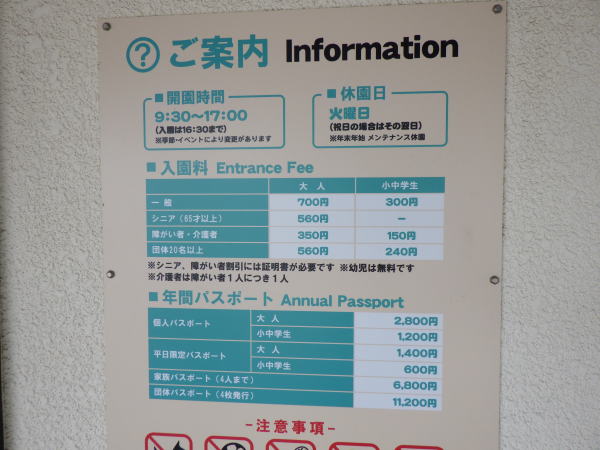 ? ご案内 Information
■開園時間
9:30〜17:00
(入園は16:30まで)
※季節・イベントにより変更があります
■休園日
火曜日
(祝日の場合はその翌日)
※年末年始 メンテナンス休園
■入園料 Entrance Fee
大人 小中学生
一般 700円 300円
シニア（65才以上） 560円 －
障がい者・介護者 350円 150円
団体20名以上 560円 240円
※シニア、障がい者割引には証明書が必要です ※幼児は無料です
※介護者は障がい者１人につき１人
■年間パスポート Annual Passport
個人パスポート 大人 2,800円
小中学生 1,200円
平日限定パスポート 大人 1,400円
小中学生 600円
家族パスポート（4人まで） 6,800円
団体パスポート（4枚発行） 11,200円
-注意事項-